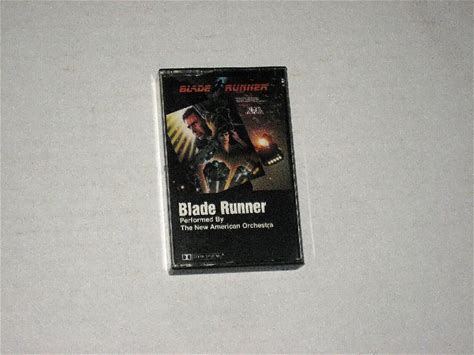 BLADE RUNNER
Blade Runner
Performed By
The New American Orchestra